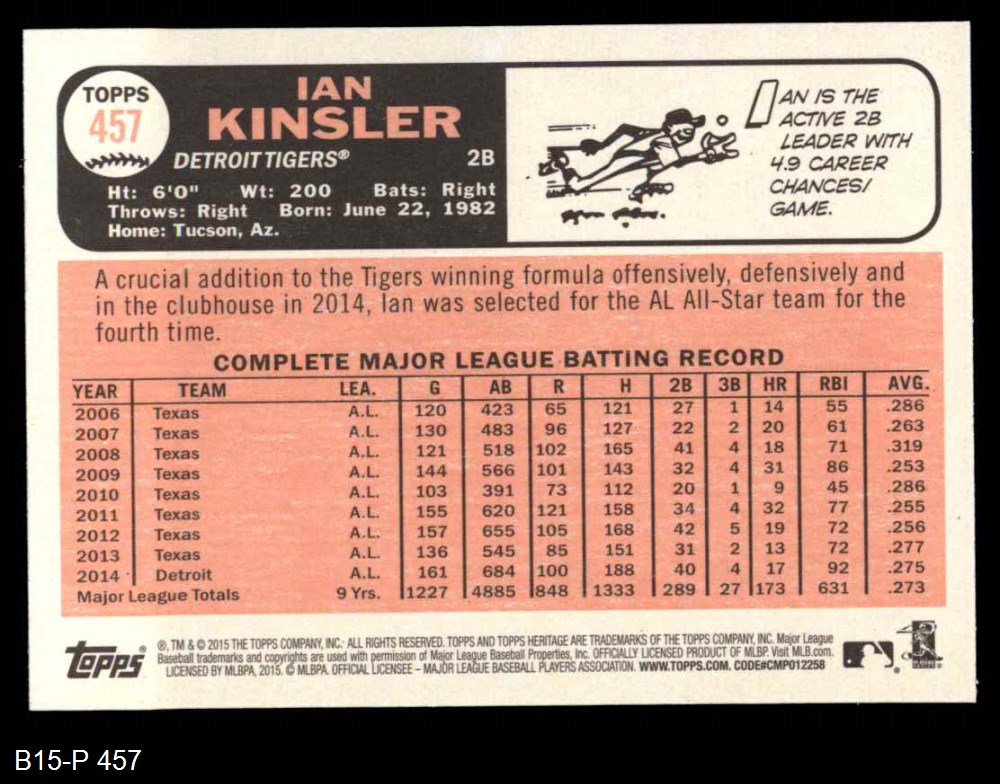 TOPPS
457
IAN
KINSLER
DETROIT TIGERS®
2B
Ht: 6'0" Wt: 200 Bats: Right
Throws: Right Born: June 22, 1982
Home: Tucson, Az.
IAN IS THE
ACTIVE 2B
LEADER WITH
4.9 CAREER
CHANCES/
GAME.
A crucial addition to the Tigers winning formula offensively, defensively and
in the clubhouse in 2014, Ian was selected for the AL All-Star team for the
fourth time.
COMPLETE MAJOR LEAGUE BATTING RECORD
YEAR TEAM LEA. G AB R H 2B 3B HR RBI AVG.
2006 Texas A.L. 120 423 65 121 27 1 14 55 .286
2007 Texas A.L. 130 483 96 127 22 2 20 61 .263
2008 Texas A.L. 121 518 102 165 41 4 18 71 .319
2009 Texas A.L. 144 566 101 143 32 4 31 86 .253
2010 Texas A.L. 103 391 73 112 20 1 9 45 .286
2011 Texas A.L. 155 620 121 158 34 4 32 77 .255
2012 Texas A.L. 157 655 105 168 42 5 19 72 .256
2013 Texas A.L. 136 545 85 151 31 2 13 72 .277
2014 Detroit A.L. 161 684 100 188 40 4 17 92 .275
Major League Totals 9 Yrs. 1227 4885 848 1333 289 27 173 631 .273
topps
®, TM & © 2015 THE TOPPS COMPANY, INC. ALL RIGHTS RESERVED. TOPPS AND TOPPS HERITAGE ARE TRADEMARKS OF THE TOPPS COMPANY, INC. Major League
Baseball trademarks and copyrights are used with permission of Major League Baseball Properties, Inc. OFFICIALLY LICENSED PRODUCT OF MLBP. Visit MLB.com.
LICENSED BY MLBPA, 2015. © MLBPA. OFFICIAL LICENSEE – MAJOR LEAGUE BASEBALL PLAYERS ASSOCIATION. WWW.TOPPS.COM. CODE#CMP012258
B15-P 457